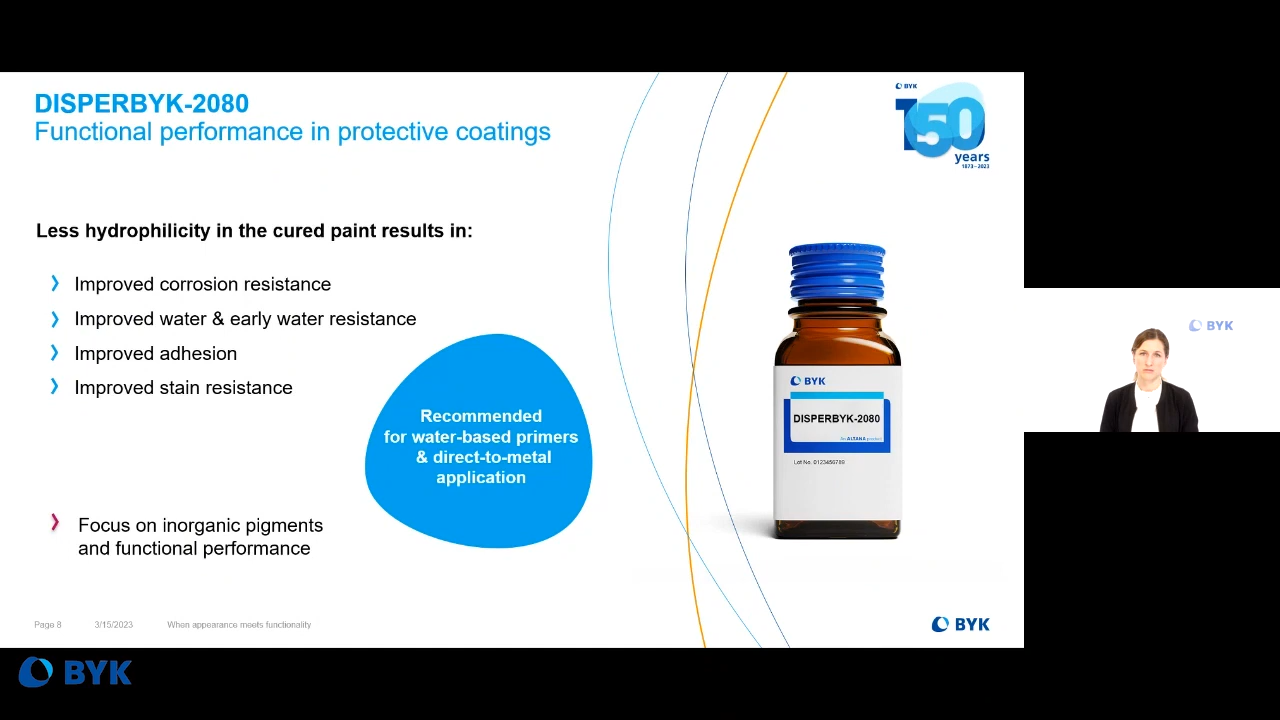 DISPERBYK-2080
Functional performance in protective coatings
BYK
150
years
1873 – 2023
Less hydrophilicity in the cured paint results in:
Improved corrosion resistance
Improved water & early water resistance
Improved adhesion
Improved stain resistance
Recommended
for water-based primers
& direct-to-metal
application
Focus on inorganic pigments
and functional performance
BYK
DISPERBYK-2080
An ALTANA product
Lot No. 0123456789
Page 8 3/15/2023 When appearance meets functionality
BYK
BYK
BYK